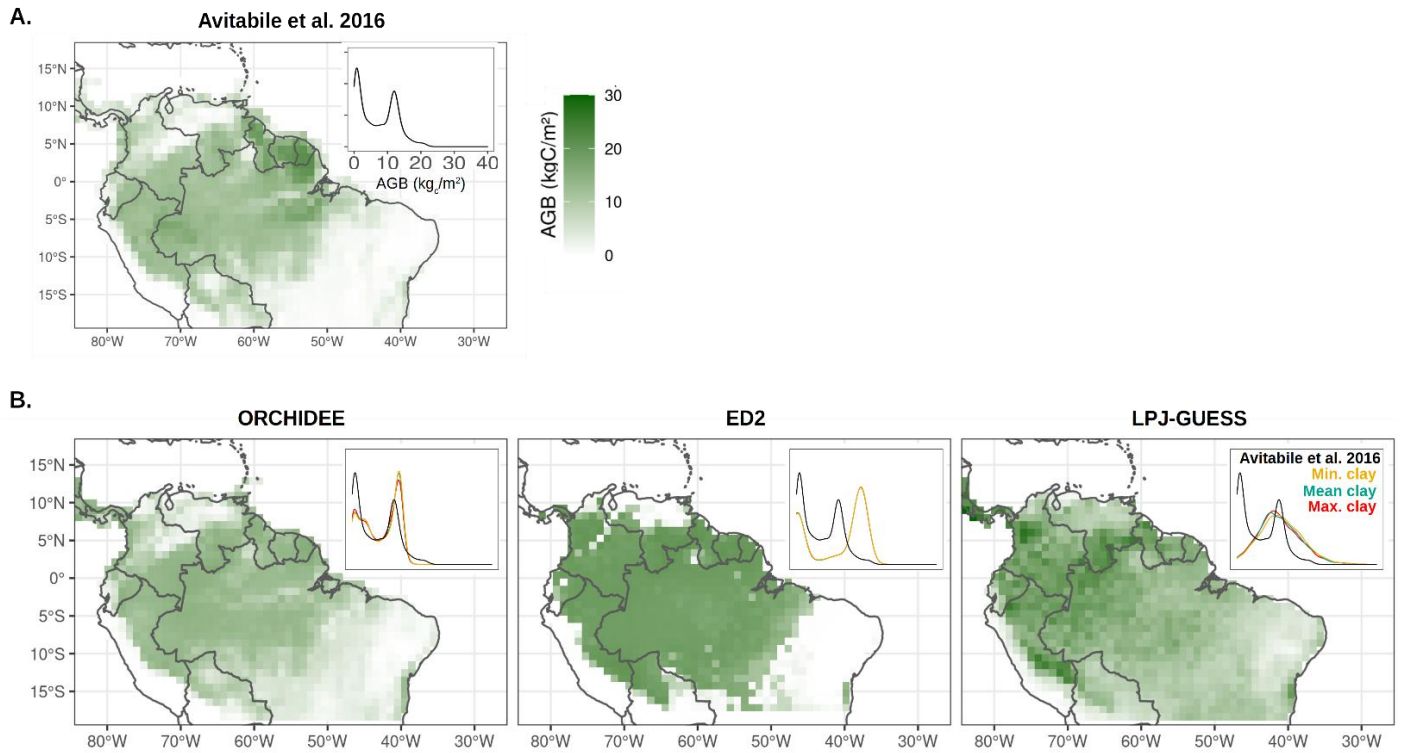 A.
Avitabile et al. 2016
15°N
10°N
5°N
0°
5°S
10°S
15°S
80°W 70°W 60°W 50°W 40°W 30°W
0 10 20 30 40
AGB (kgc/m²)
AGB (kgC/m²)
30
20
10
0
B.
ORCHIDEE ED2 LPJ-GUESS
15°N
10°N
5°N
0°
5°S
10°S
15°S
Avitabile et al. 2016
Min. clay
Mean clay
Max. clay
80°W 70°W 60°W 50°W 40°W 30°W 80°W 70°W 60°W 50°W 40°W 30°W 80°W 70°W 60°W 50°W 40°W 30°W